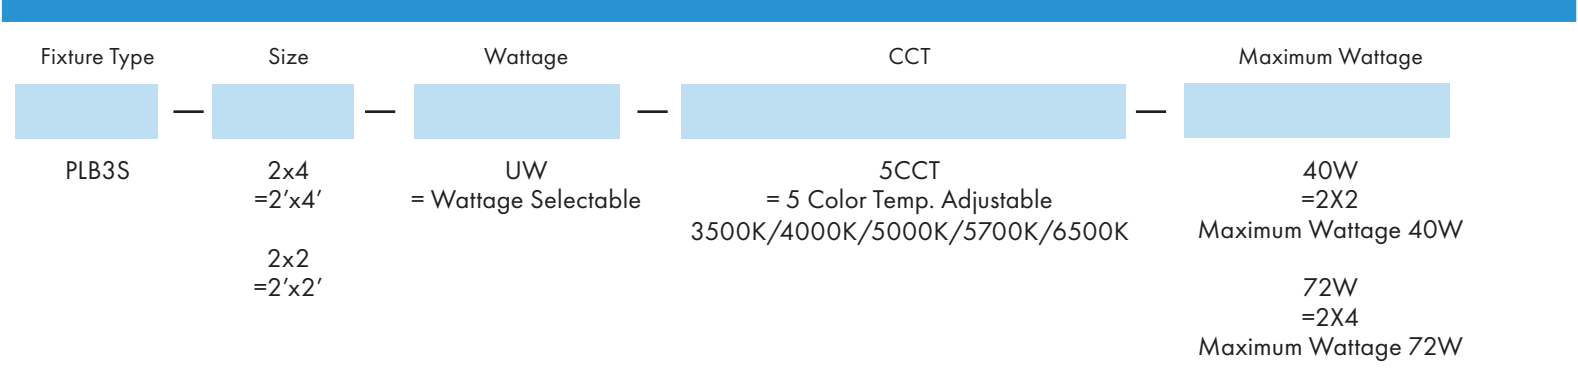 Fixture Type
Size
Wattage
CCT
Maximum Wattage
— — — —
PLB3S
2x4
=2’x4’
2x2
=2’x2’
UW
= Wattage Selectable
5CCT
= 5 Color Temp. Adjustable
3500K/4000K/5000K/5700K/6500K
40W
=2X2
Maximum Wattage 40W
72W
=2X4
Maximum Wattage 72W